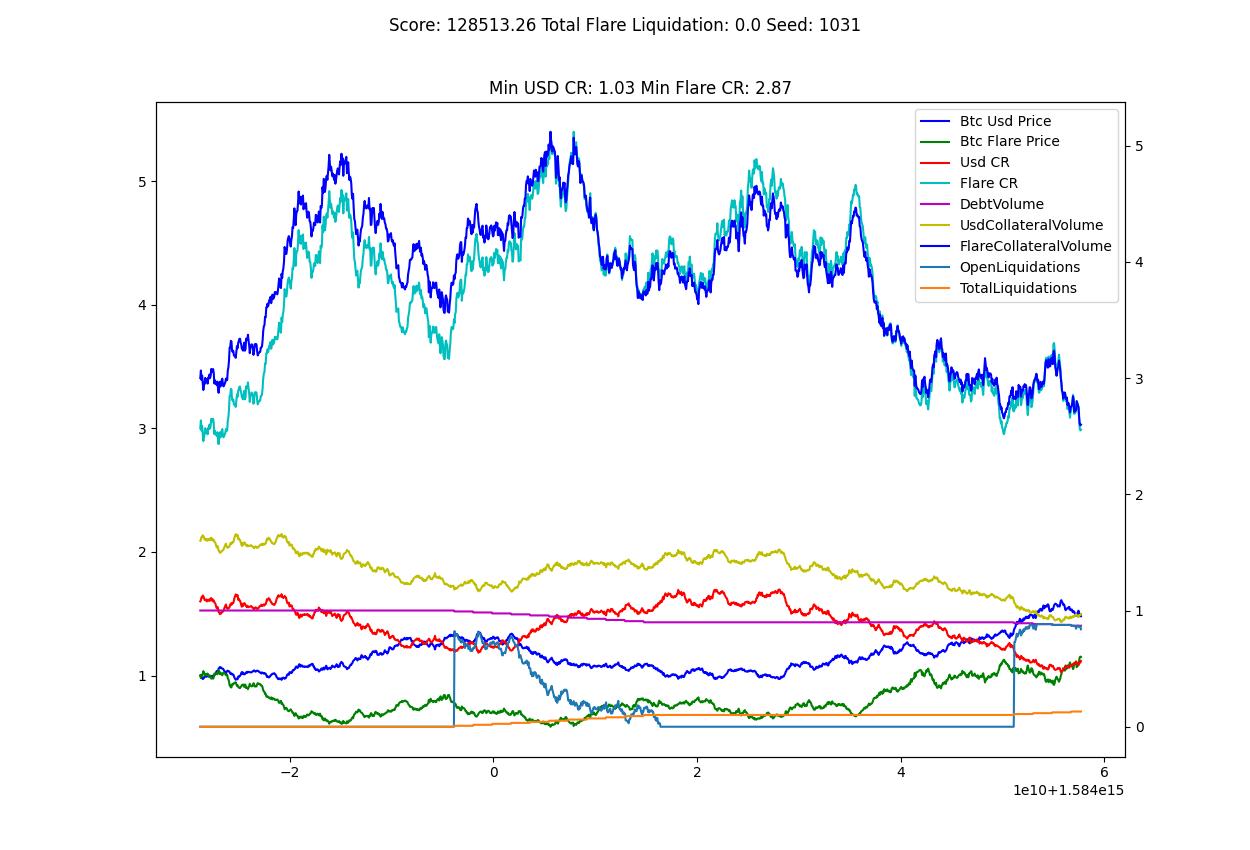 Score: 128513.26 Total Flare Liquidation: 0.0 Seed: 1031
Min USD CR: 1.03 Min Flare CR: 2.87
Btc Usd Price
Btc Flare Price
Usd CR
Flare CR
DebtVolume
UsdCollateralVolume
FlareCollateralVolume
OpenLiquidations
TotalLiquidations
5
4
3
2
1
5
4
3
2
1
0
−2
0
2
4
6
1e10+1.584e15